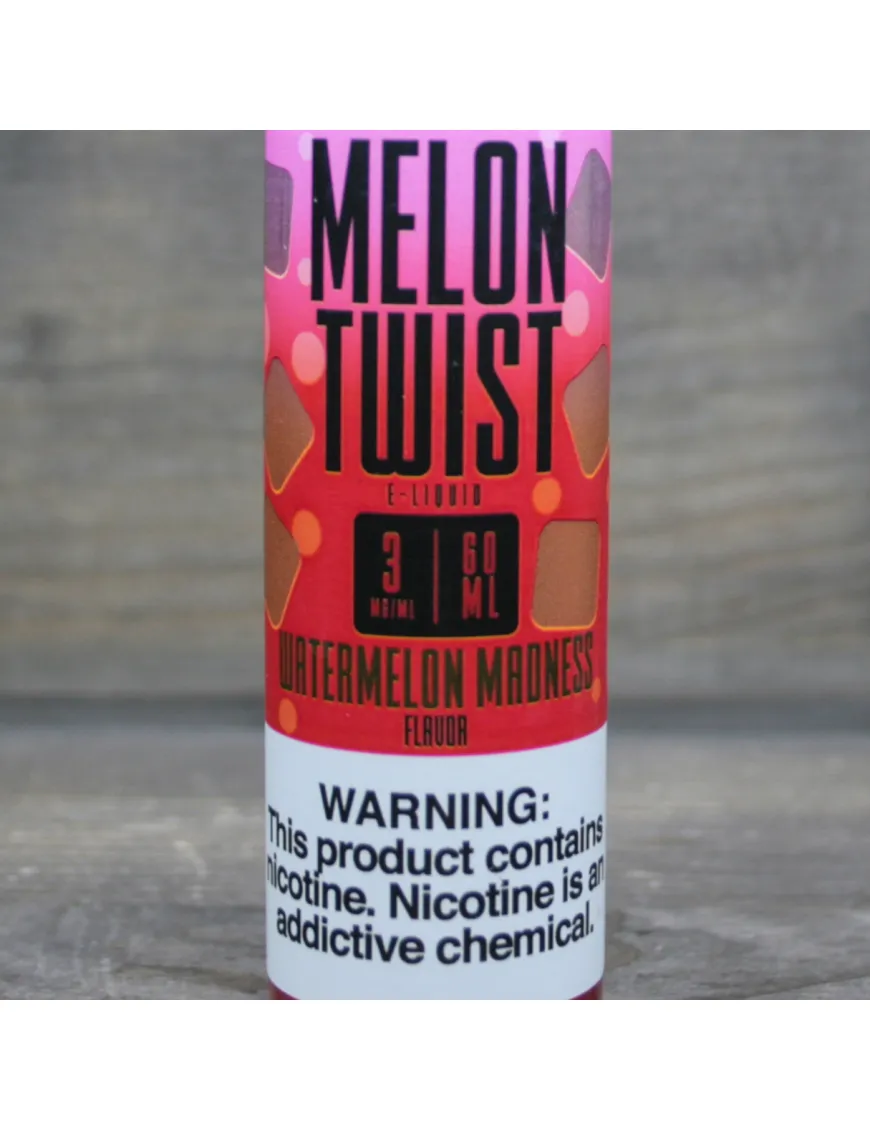 MELON
TWIST
E-LIQUID
3
MG/ML
60
ML
WATERMELON MADNESS
FLAVOR
WARNING:
This product contains
nicotine. Nicotine is an
addictive chemical.